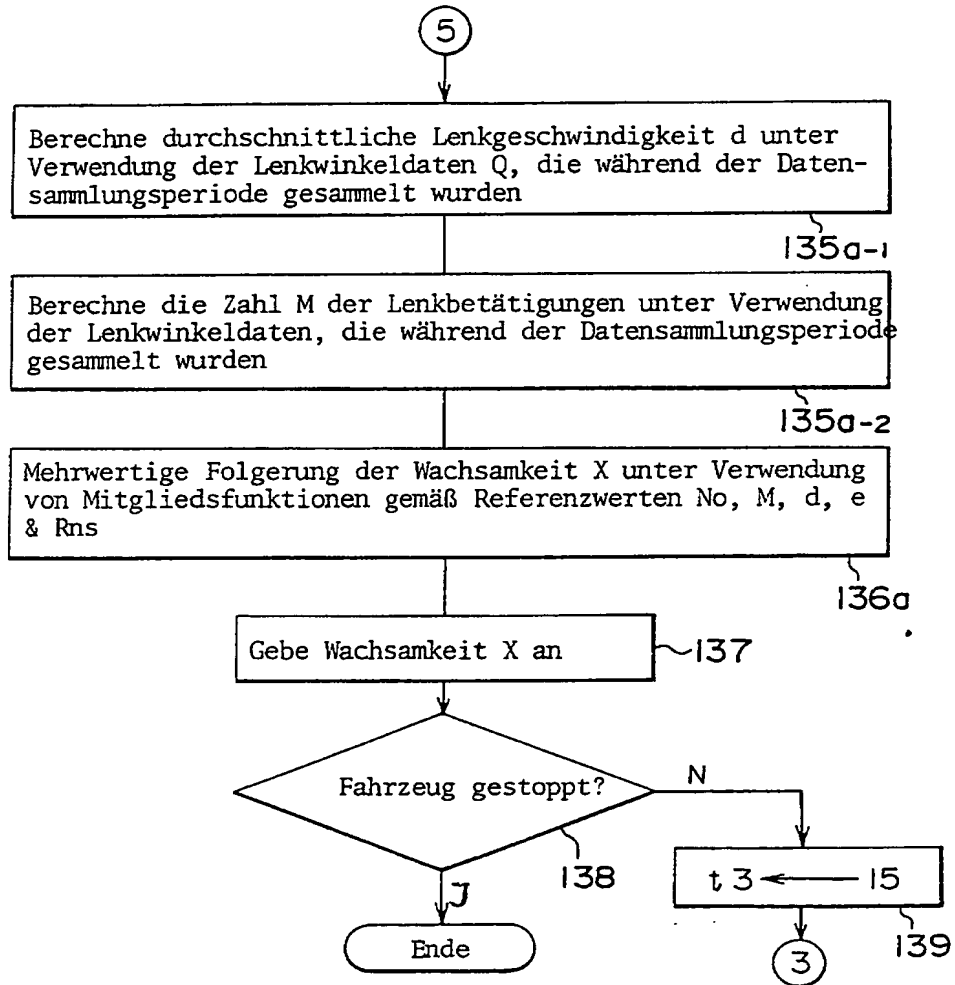 5
Berechne durchschnittliche Lenkgeschwindigkeit d unter
Verwendung der Lenkwinkeldaten Q, die während der Daten-
sammlungsperiode gesammelt wurden
135a-1
Berechne die Zahl M der Lenkbetätigungen unter Verwendung
der Lenkwinkeldaten, die während der Datensammlungsperiode
gesammelt wurden
135a-2
Mehrwertige Folgerung der Wachsamkeit X unter Verwendung
von Mitgliedsfunktionen gemäß Referenzwerten No, M, d, e
& Rns
136a
Gebe Wachsamkeit X an
137
Fahrzeug gestoppt?
N
138
J
t3 ← 15
139
Ende
3